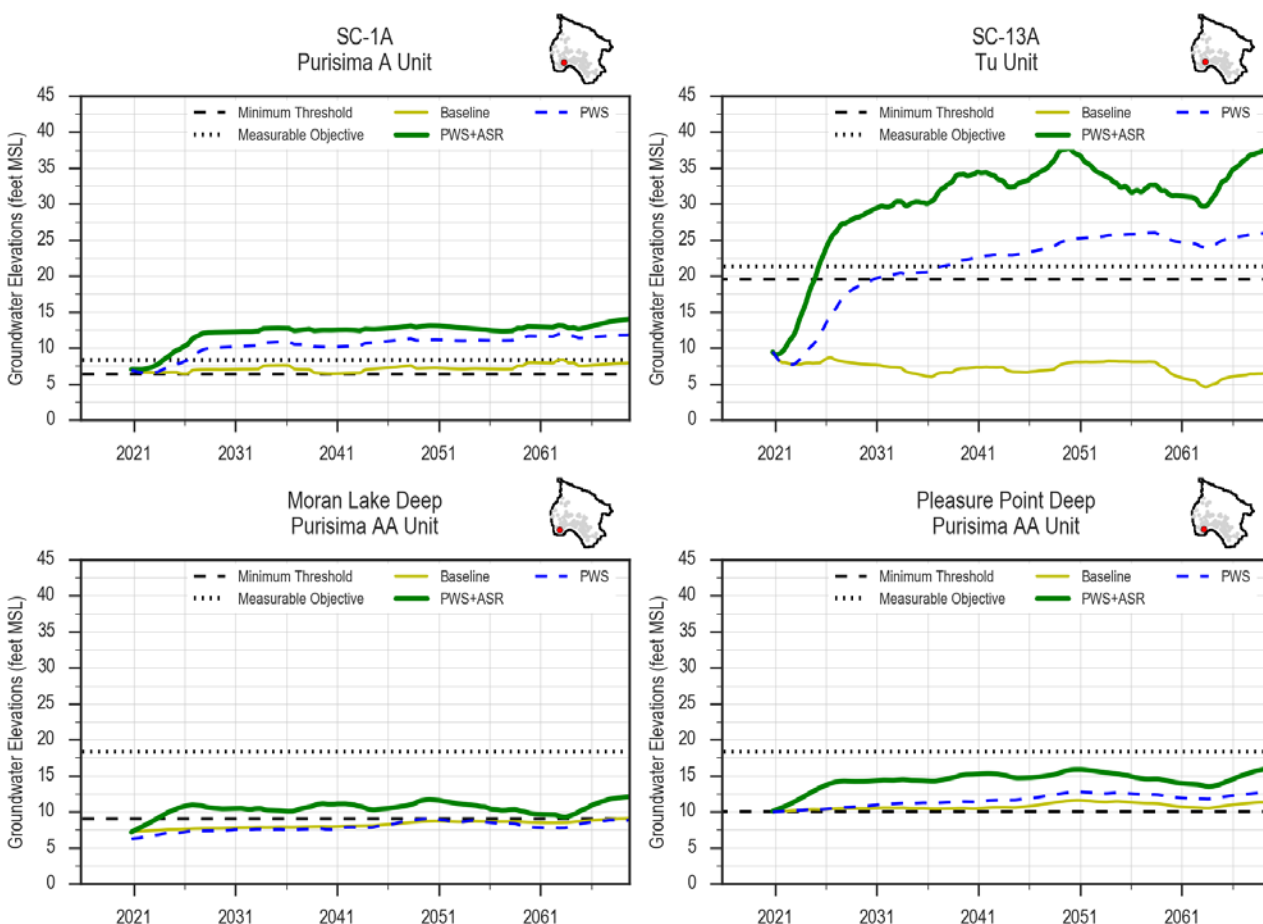 SC-1A
Purisima A Unit
45
40
35
30
25
20
15
10
5
0
Groundwater Elevations (feet MSL)
Minimum Threshold
Baseline
PWS
Measurable Objective
PWS+ASR
2021
2031
2041
2051
2061
SC-13A
Tu Unit
45
40
35
30
25
20
15
10
5
0
Groundwater Elevations (feet MSL)
Minimum Threshold
Baseline
PWS
Measurable Objective
PWS+ASR
2021
2031
2041
2051
2061
Moran Lake Deep
Purisima AA Unit
45
40
35
30
25
20
15
10
5
0
Groundwater Elevations (feet MSL)
Minimum Threshold
Baseline
PWS
Measurable Objective
PWS+ASR
2021
2031
2041
2051
2061
Pleasure Point Deep
Purisima AA Unit
45
40
35
30
25
20
15
10
5
0
Groundwater Elevations (feet MSL)
Minimum Threshold
Baseline
PWS
Measurable Objective
PWS+ASR
2021
2031
2041
2051
2061